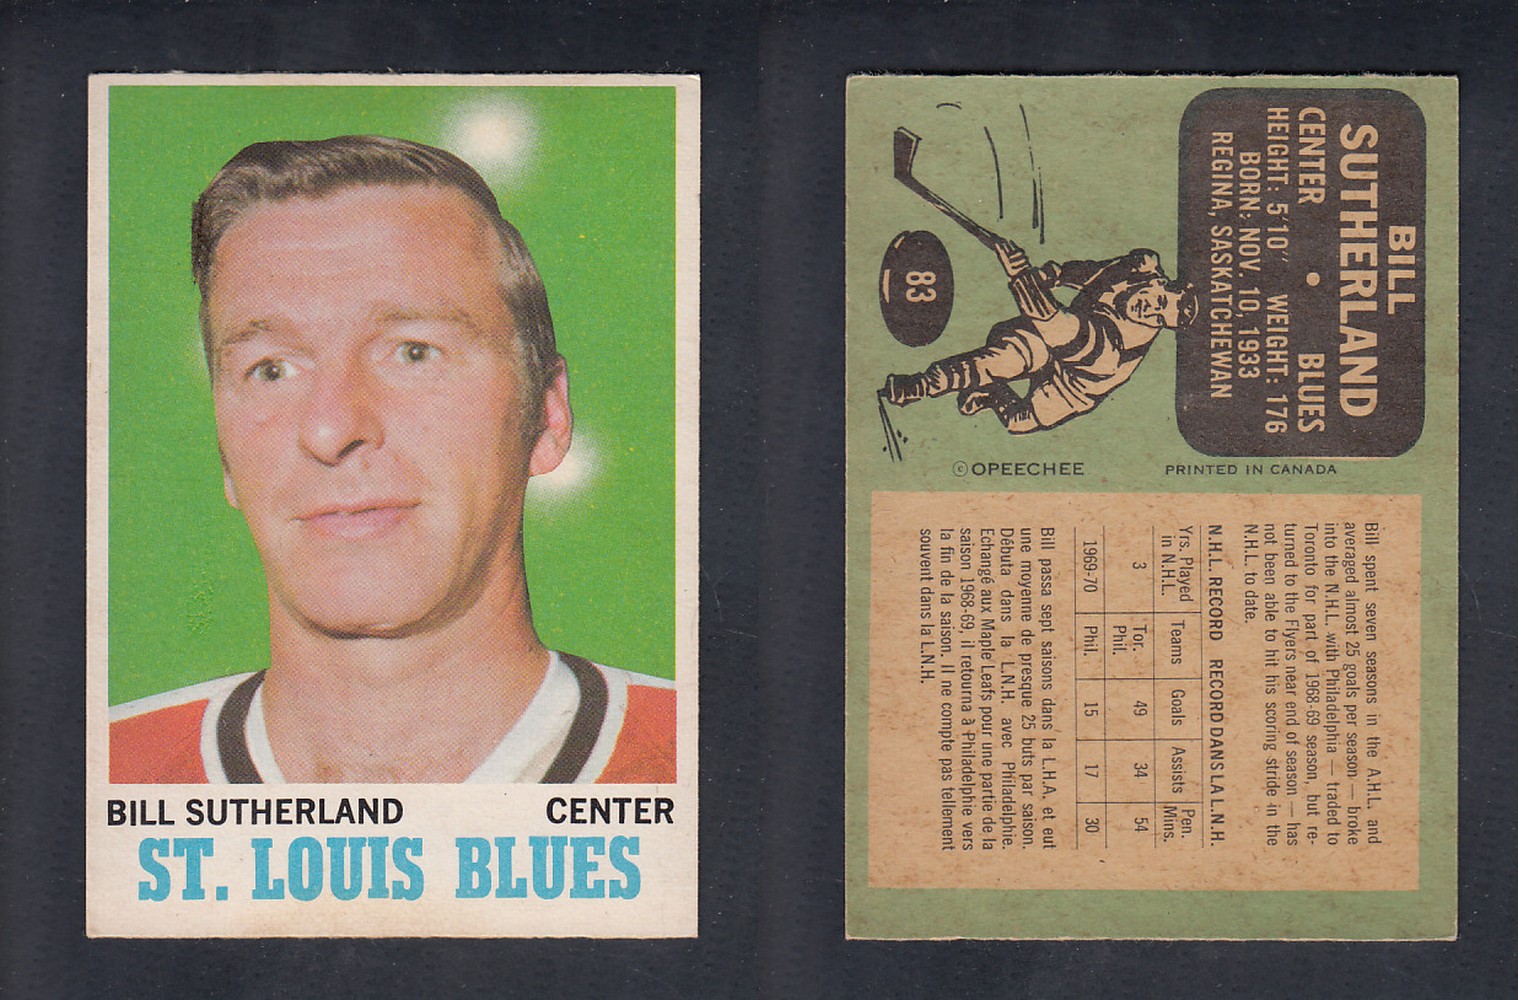 BILL SUTHERLAND
CENTER
ST. LOUIS BLUES
BILL
SUTHERLAND
CENTER • BLUES
HEIGHT: 5'10" WEIGHT: 176
BORN: NOV. 10, 1933
REGINA, SASKATCHEWAN
83
© OPEECHEE
PRINTED IN CANADA
Bill spent seven seasons in the A.H.L. and
averaged almost 25 goals per season — broke
into the N.H.L. with Philadelphia — traded to
Toronto for part of 1968-69 season, but re-
turned to the Flyers near end of season — has
not been able to hit his scoring stride in the
N.H.L. to date.
N.H.L. RECORD RECORD DANS LA L.N.H.
Yrs. Played in N.H.L. Teams Goals Assists Pen. Mins.
3 Tor. Phil. 49 34 54
1969-70 Phil. 15 17 30
Bill passa sept saisons dans la L.H.A. et eut
une moyenne de presque 25 buts par saison.
Débuta dans la L.N.H. avec Philadelphie.
Echangé aux Maple Leafs pour une partie de la
saison 1968-69, il retourna à Philadelphie vers
la fin de la saison. Il ne compte pas tellement
souvent dans la L.N.H.